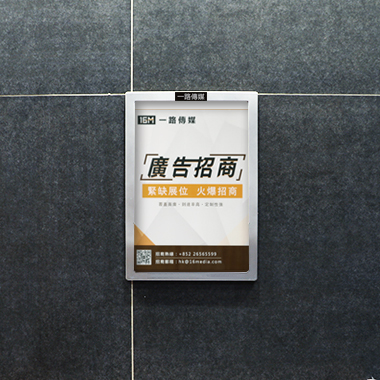 一路傳媒
16M 一路傳媒
廣告招商
緊缺展位 火爆招商
招商熱線：+852 26565599
招商郵箱：hk@16media.com